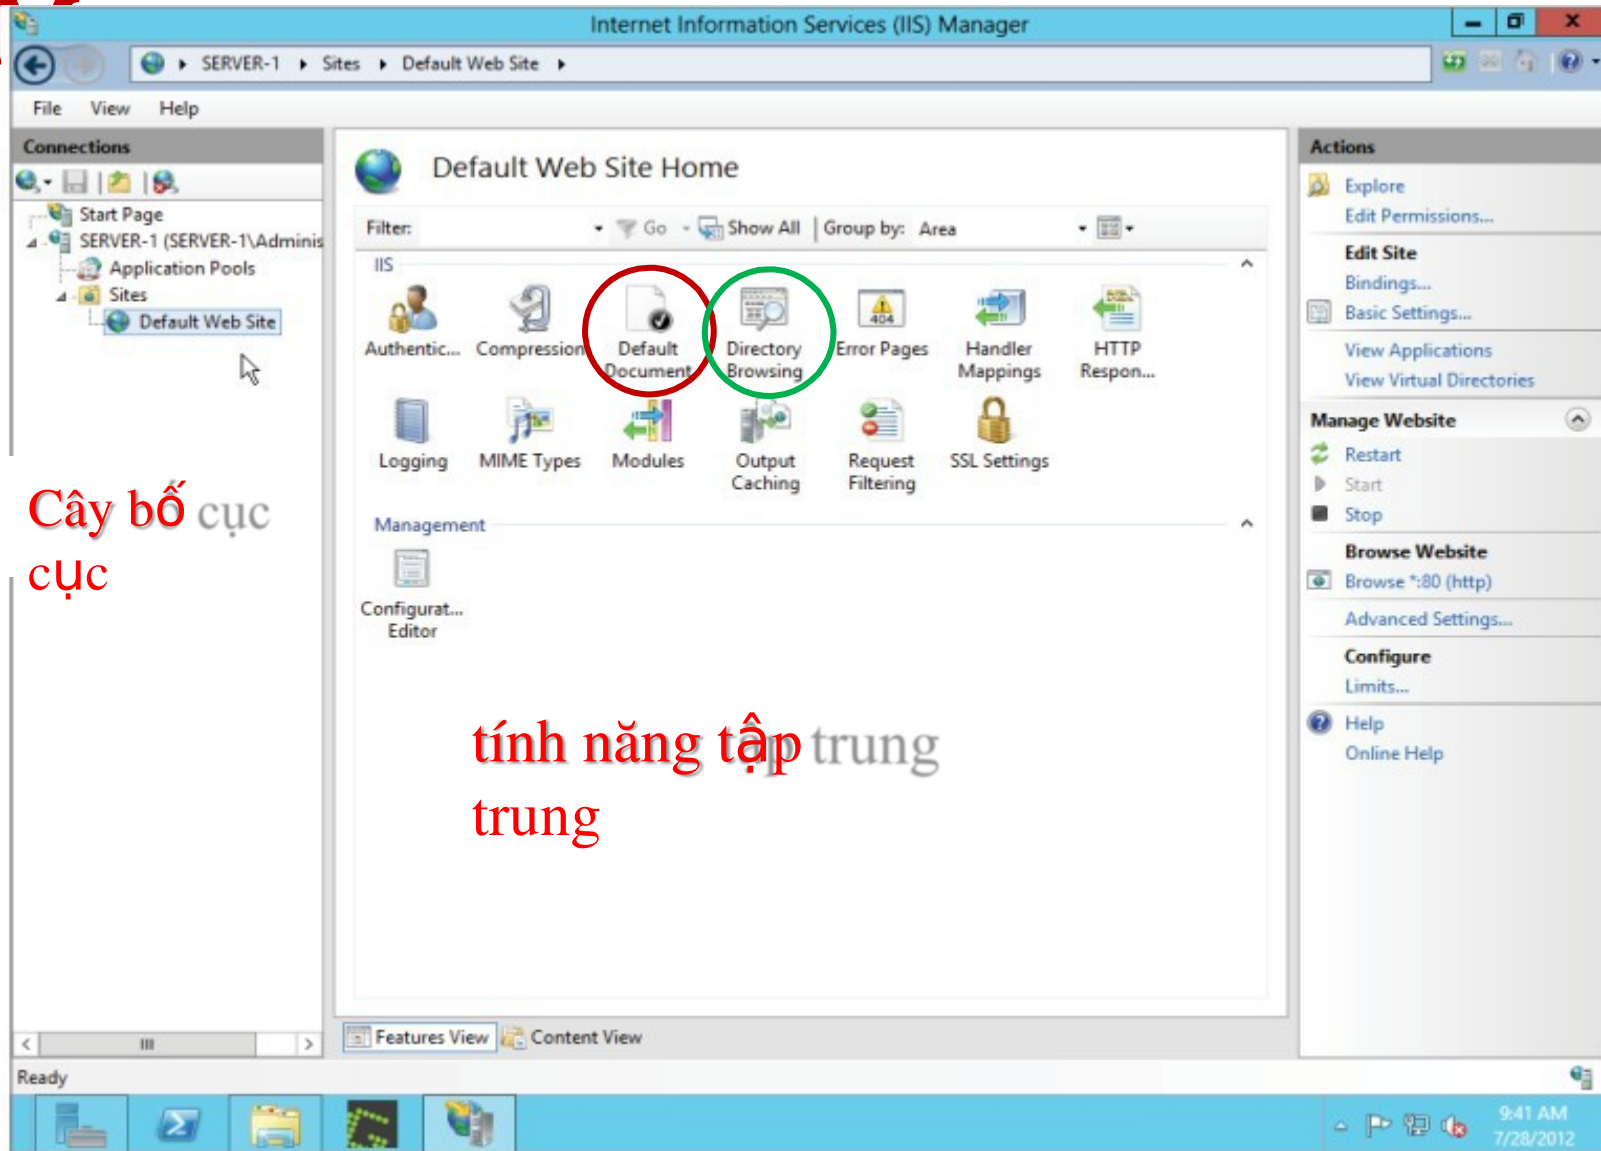 Internet Information Services (IIS) Manager
SERVER-1 Sites Default Web Site
File View Help
Connections
Start Page
SERVER-1 (SERVER-1\Adminis
Application Pools
Sites
Default Web Site
Cây bố cục
cục
Default Web Site Home
Filter: Go Show All Group by: Area
IIS
Authentic... Compression Default Document Directory Browsing Error Pages Handler Mappings HTTP Respon...
Logging MIME Types Modules Output Caching Request Filtering SSL Settings
Management
Configurat... Editor
tính năng tập trung
trung
Features View Content View
Actions
Explore
Edit Permissions...
Edit Site
Bindings...
Basic Settings...
View Applications
View Virtual Directories
Manage Website
Restart
Start
Stop
Browse Website
Browse *:80 (http)
Advanced Settings...
Configure
Limits...
Help
Online Help
Ready
9:41 AM
7/28/2012